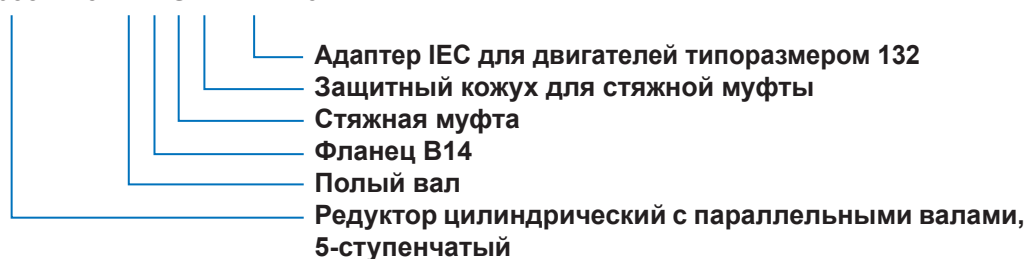 Адаптер IEC для двигателей типоразмером 132
Защитный кожух для стяжной муфты
Стяжная муфта
Фланец B14
Полый вал
Редуктор цилиндрический с параллельными валами,
5-ступенчатый